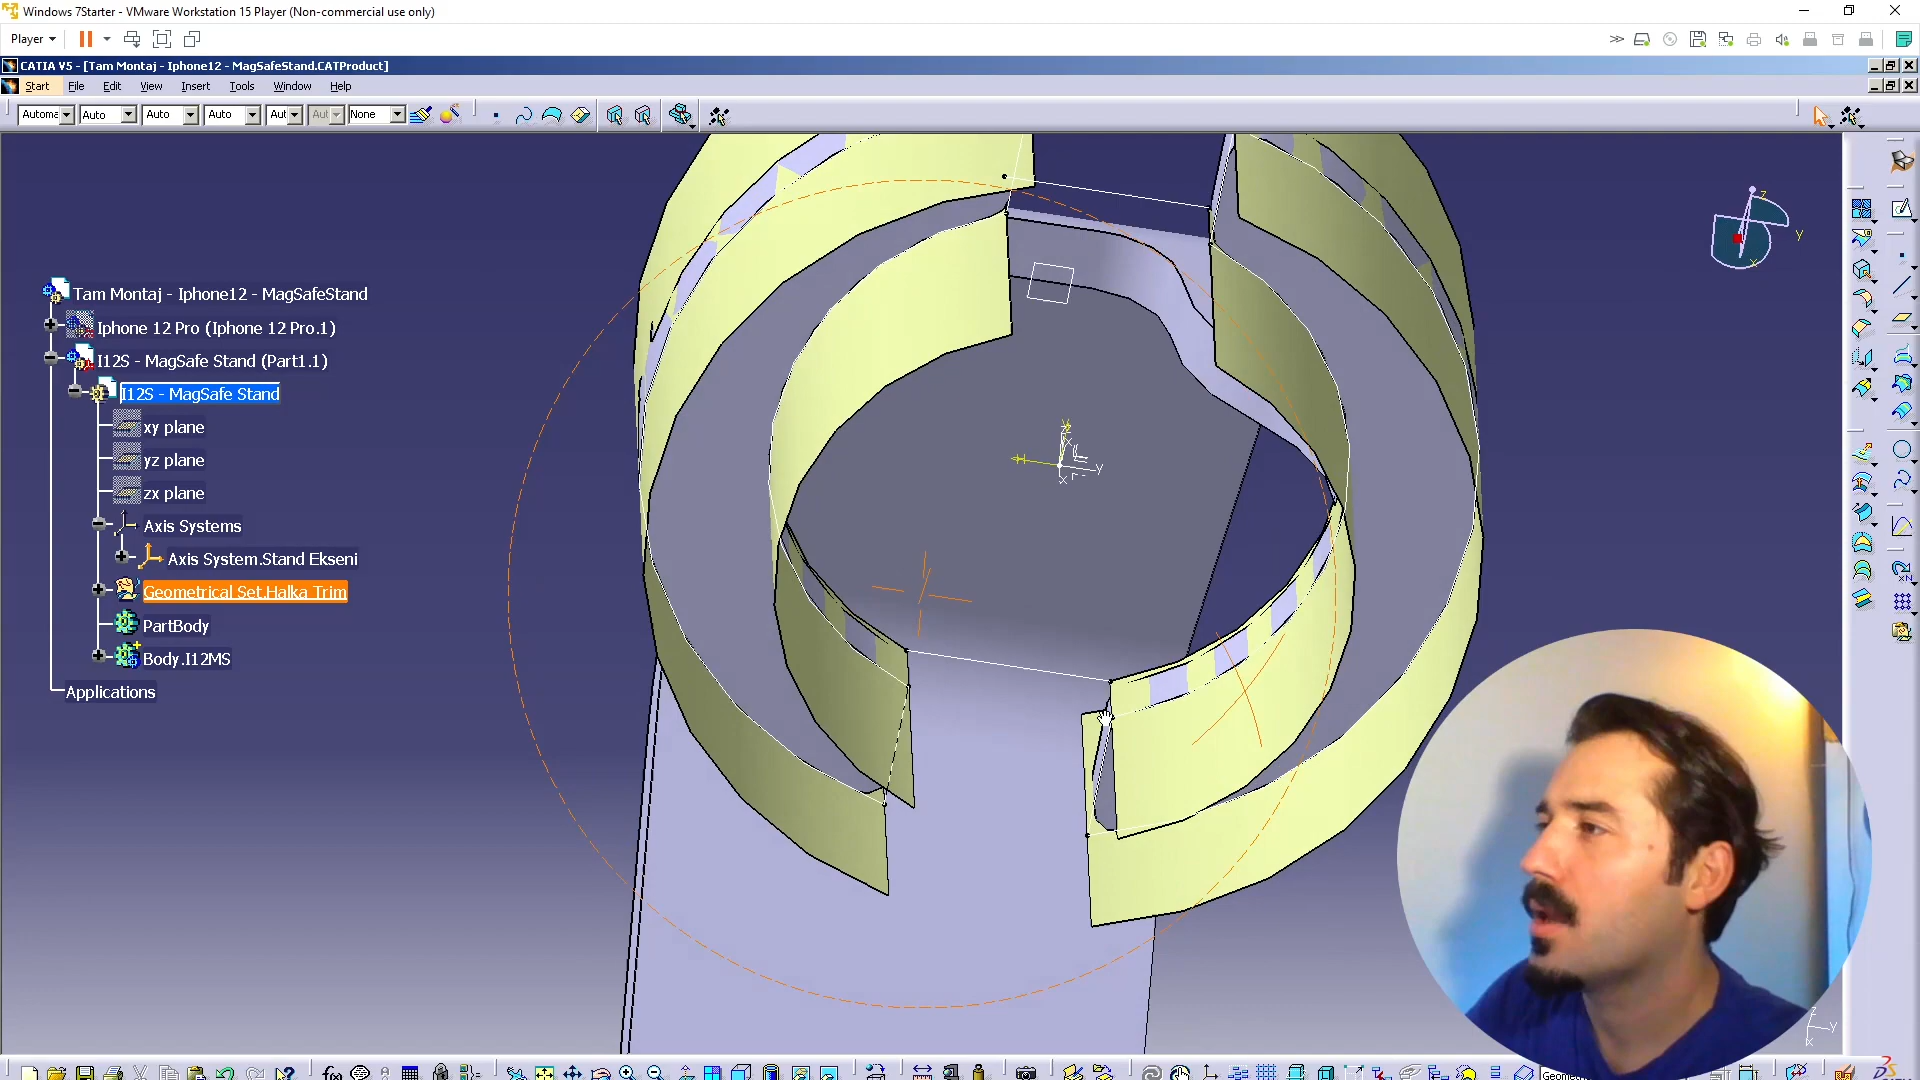 Windows 7Starter - VMware Workstation 15 Player (Non-commercial use only)
Player
CATIA V5 - [Tam Montaj - Iphone12 - MagSafeStand.CATProduct]
Start File Edit View Insert Tools Window Help
Automa Auto Auto Auto Aut Aut None
z
y
x
Tam Montaj - Iphone12 - MagSafeStand
Iphone 12 Pro (Iphone 12 Pro.1)
I12S - MagSafe Stand (Part1.1)
I12S - MagSafe Stand
xy plane
yz plane
zx plane
Axis Systems
Axis System.Stand Ekseni
Geometrical Set.Halka Trim
PartBody
Body.I12MS
Applications
H
y
x
z
y
x
f(x)
Geome